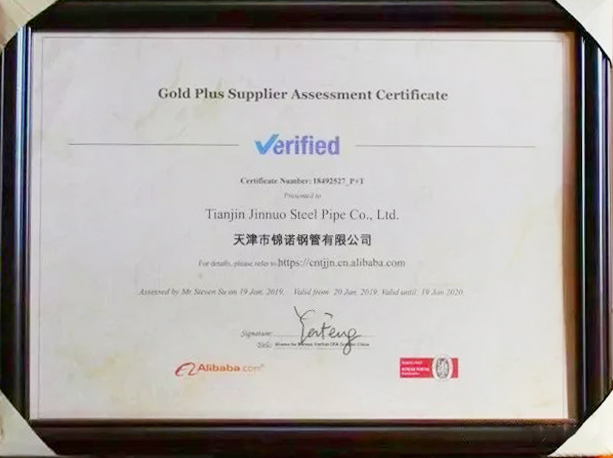 Gold Plus Supplier Assessment Certificate
Verified
Certificate Number: 18492527_P+T
Presented to
Tianjin Jinnuo Steel Pipe Co., Ltd.
天津市锦诺钢管有限公司
For details, please refer to https://cntjjn.en.alibaba.com
Assessed by Mr Steven Su on 19 Jan. 2019, Valid from: 20 Jan. 2019 Valid until: 19 Jan 2020
Signature:
Title:
Alibaba.com